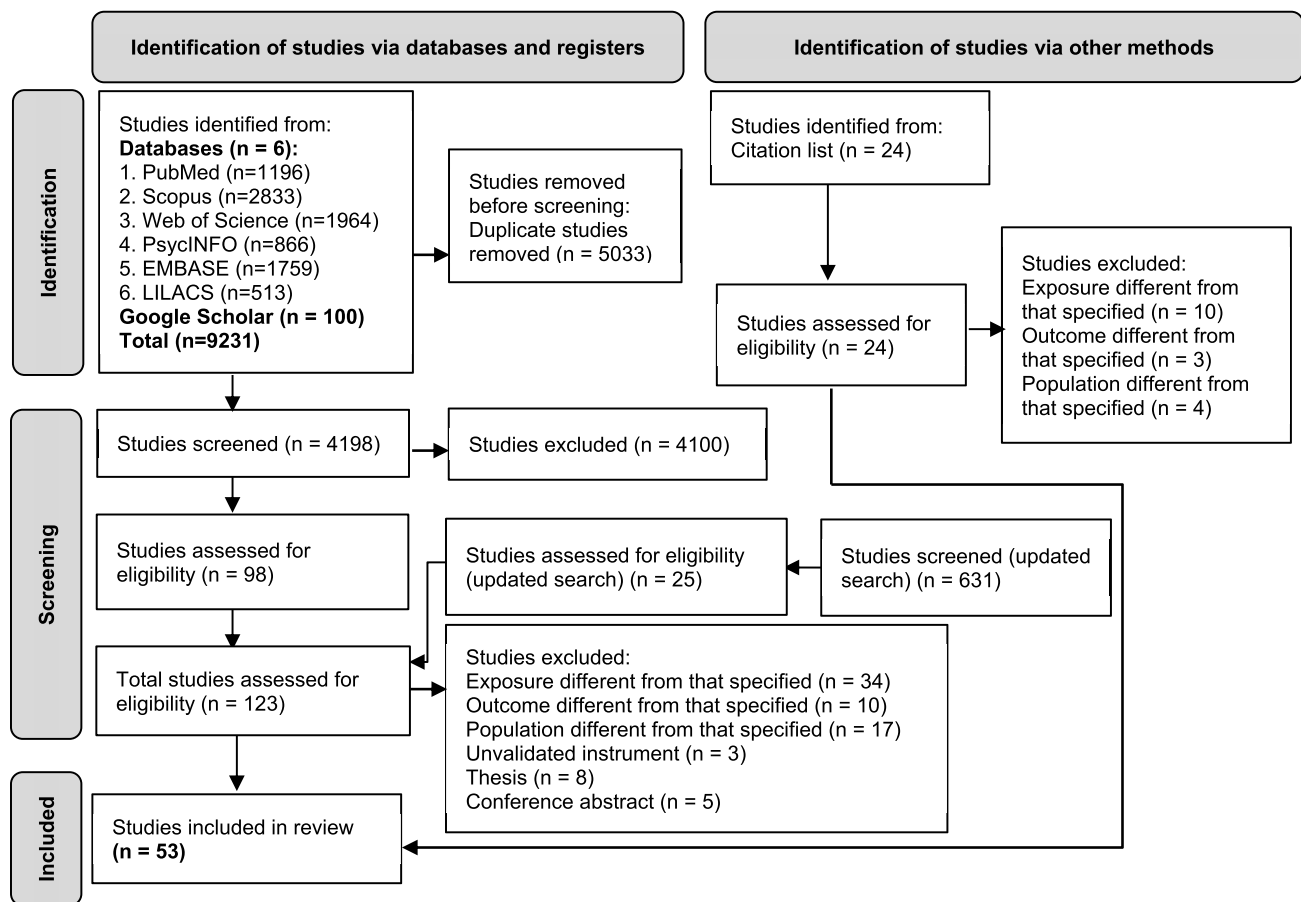 Identification of studies via databases and registers
Identification of studies via other methods
Identification
Studies identified from:
Databases (n = 6):
1. PubMed (n=1196)
2. Scopus (n=2833)
3. Web of Science (n=1964)
4. PsycINFO (n=866)
5. EMBASE (n=1759)
6. LILACS (n=513)
Google Scholar (n = 100)
Total (n=9231)
Studies removed
before screening:
Duplicate studies
removed (n = 5033)
Studies identified from:
Citation list (n = 24)
Studies assessed for
eligibility (n = 24)
Studies excluded:
Exposure different from
that specified (n = 10)
Outcome different from
that specified (n = 3)
Population different from
that specified (n = 4)
Screening
Studies screened (n = 4198)
Studies excluded (n = 4100)
Studies assessed for
eligibility (n = 98)
Studies assessed for eligibility
(updated search) (n = 25)
Studies screened (updated
search) (n = 631)
Total studies assessed for
eligibility (n = 123)
Studies excluded:
Exposure different from that specified (n = 34)
Outcome different from that specified (n = 10)
Population different from that specified (n = 17)
Unvalidated instrument (n = 3)
Thesis (n = 8)
Conference abstract (n = 5)
Included
Studies included in review
(n = 53)